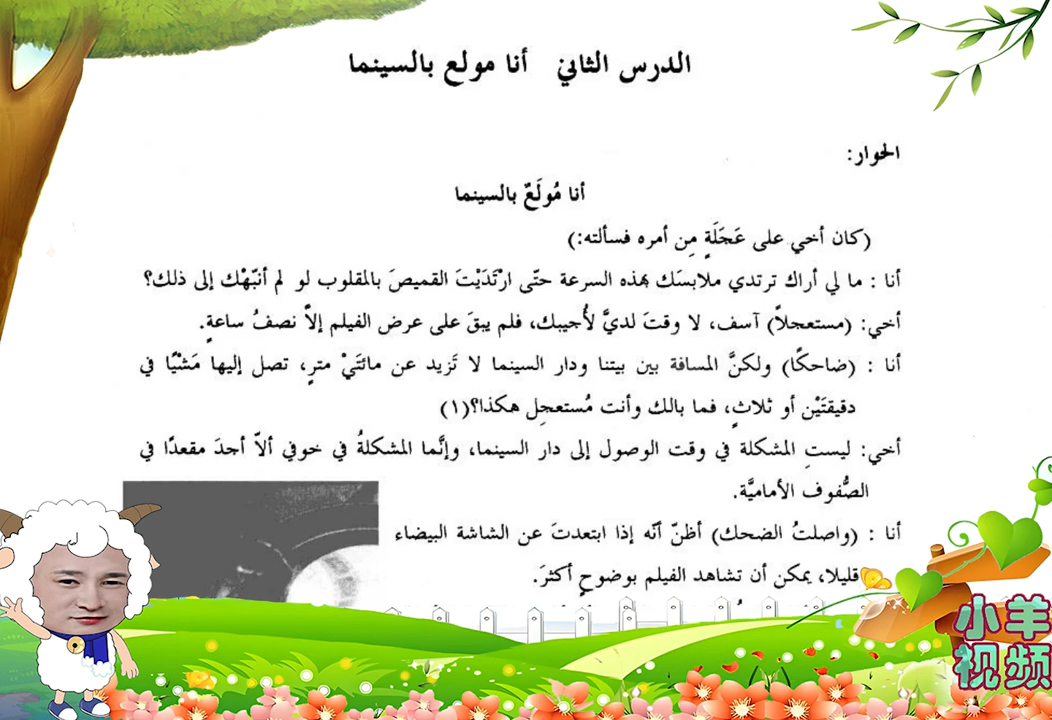 الدرس الثاني أنا مولع بالسينما
الحوار:
أنا مُولَعٌ بالسينما
(كان أخي على عَجَلَةٍ مِن أمره فسألته:)
أنا : ما لي أراك ترتدي ملابسَك بهذه السرعة حتّى ارْتَدَيْتَ القميصَ بالمقلوب لو لم أنبّهْك إلى ذلك؟
أخي: (مستعجلاً) آسف، لا وقتَ لديَّ لأُجيبك، فلم يبقَ على عرض الفيلم إلاّ نصفُ ساعةٍ.
أنا : (ضاحكًا) ولكنَّ المسافة بين بيتنا ودار السينما لا تَزيد عن مائتَيْ مترٍ، تصل إليها مَشْيًا في
دقيقتَيْن أو ثلاثٍ، فما بالك وأنت مُستعجِل هكذا؟(١)
أخي: ليستِ المشكلة في وقت الوصول إلى دار السينما، وإنَّما المشكلةُ في خوفي ألاّ أجدَ مقعدًا في
الصُّفوف الأماميَّة.
أنا : (واصلتُ الضحك) أظنّ أنّه إذا ابتعدتَ عن الشاشة البيضاء
قليلا، يمكن أن تشاهد الفيلم بوضوحٍ أكثرَ.
小羊
视频